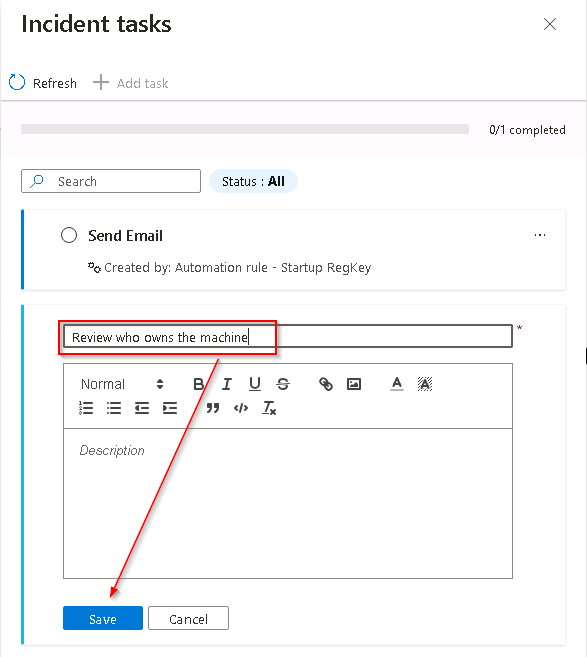 Incident tasks
Refresh Add task
0/1 completed
Search Status : All
Send Email
Created by: Automation rule - Startup RegKey
Review who owns the machine *
Normal B I U S A A
Description
Save Cancel